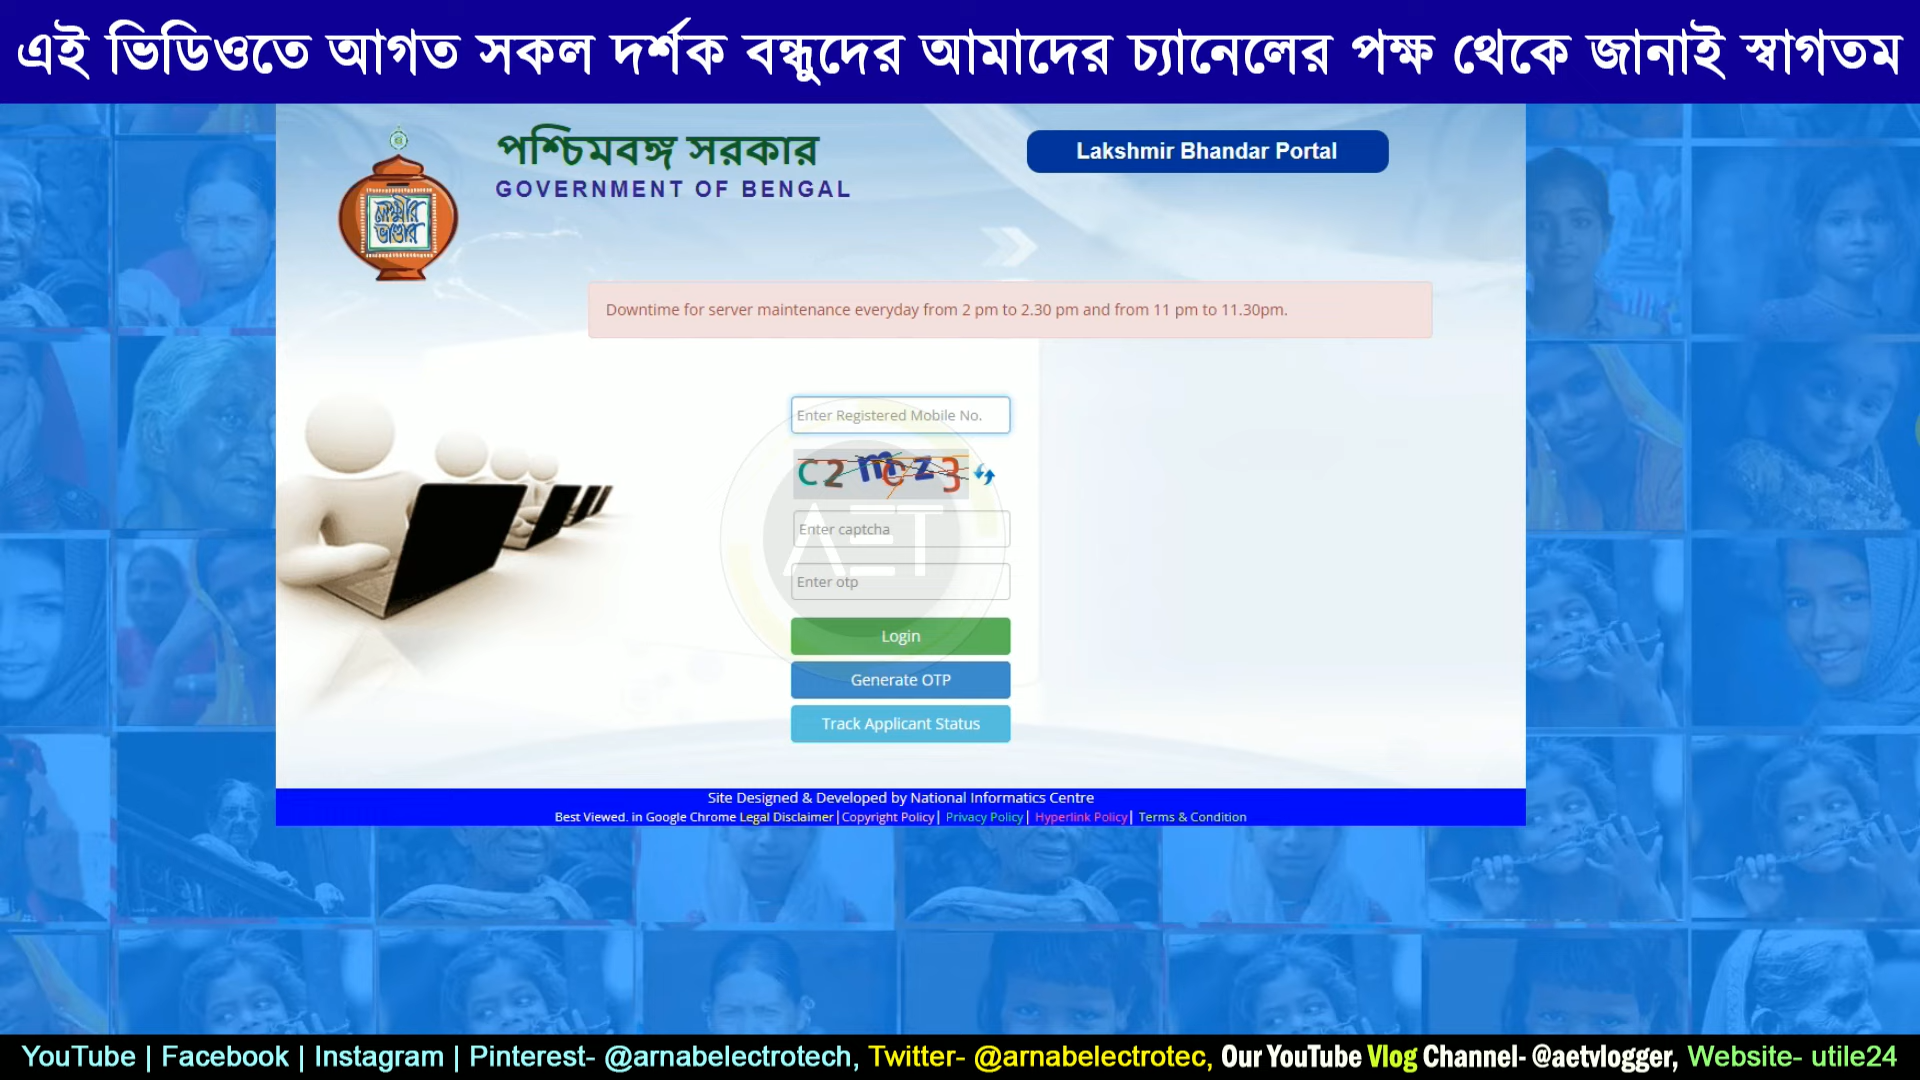 এই ভিডিওতে আগত সকল দর্শক বন্ধুদের আমাদের চ্যানেলের পক্ষ থেকে জানাই স্বাগতম
পশ্চিমবঙ্গ সরকার
GOVERNMENT OF BENGAL
Lakshmir Bhandar Portal
লক্ষ্মীর
ভাণ্ডার
Downtime for server maintenance everyday from 2 pm to 2.30 pm and from 11 pm to 11.30pm.
Enter Registered Mobile No.
C2mcz3
Enter captcha
AET
Enter otp
Login
Generate OTP
Track Applicant Status
Site Designed & Developed by National Informatics Centre
Best Viewed. in Google Chrome Legal Disclaimer|Copyright Policy| Privacy Policy| Hyperlink Policy| Terms & Condition
YouTube | Facebook | Instagram | Pinterest- @arnabelectrotech, Twitter- @arnabelectrotec, Our YouTube Vlog Channel- @aetvlogger, Website- utile24